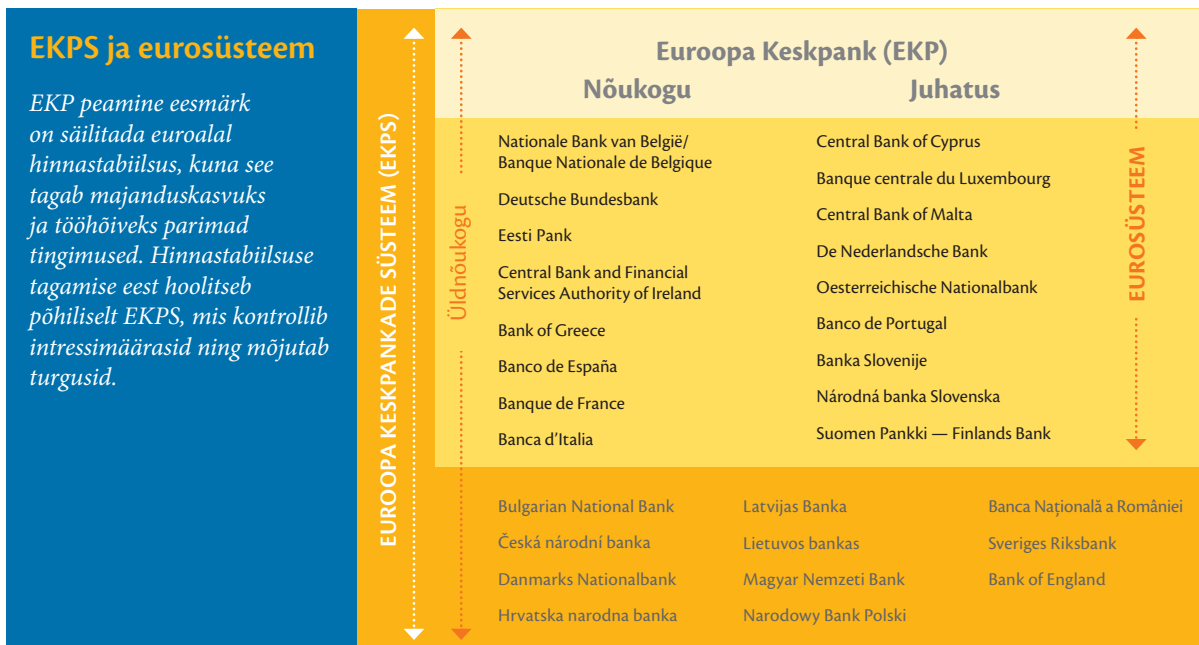 EKPS ja eurosüsteem
EKP peamine eesmärk
on säilitada euroalal
hinnastabiilsus, kuna see
tagab majanduskasvuks
ja tööhõiveks parimad
tingimused. Hinnastabiilsuse
tagamise eest hoolitseb
põhiliselt EKPS, mis kontrollib
intressimäärasid ning mõjutab
turgusid.
EUROOPA KESKPANKADE SÜSTEEM (EKPS)
Üldnõukogu
Euroopa Keskpank (EKP)
Nõukogu
Juhatus
Nationale Bank van België/
Banque Nationale de Belgique
Deutsche Bundesbank
Eesti Pank
Central Bank and Financial
Services Authority of Ireland
Bank of Greece
Banco de España
Banque de France
Banca d’Italia
Central Bank of Cyprus
Banque centrale du Luxembourg
Central Bank of Malta
De Nederlandsche Bank
Oesterreichische Nationalbank
Banco de Portugal
Banka Slovenije
Národná banka Slovenska
Suomen Pankki — Finlands Bank
EUROSÜSTEEM
Bulgarian National Bank
Česká národní banka
Danmarks Nationalbank
Hrvatska narodna banka
Latvijas Banka
Lietuvos bankas
Magyar Nemzeti Bank
Narodowy Bank Polski
Banca Națională a României
Sveriges Riksbank
Bank of England